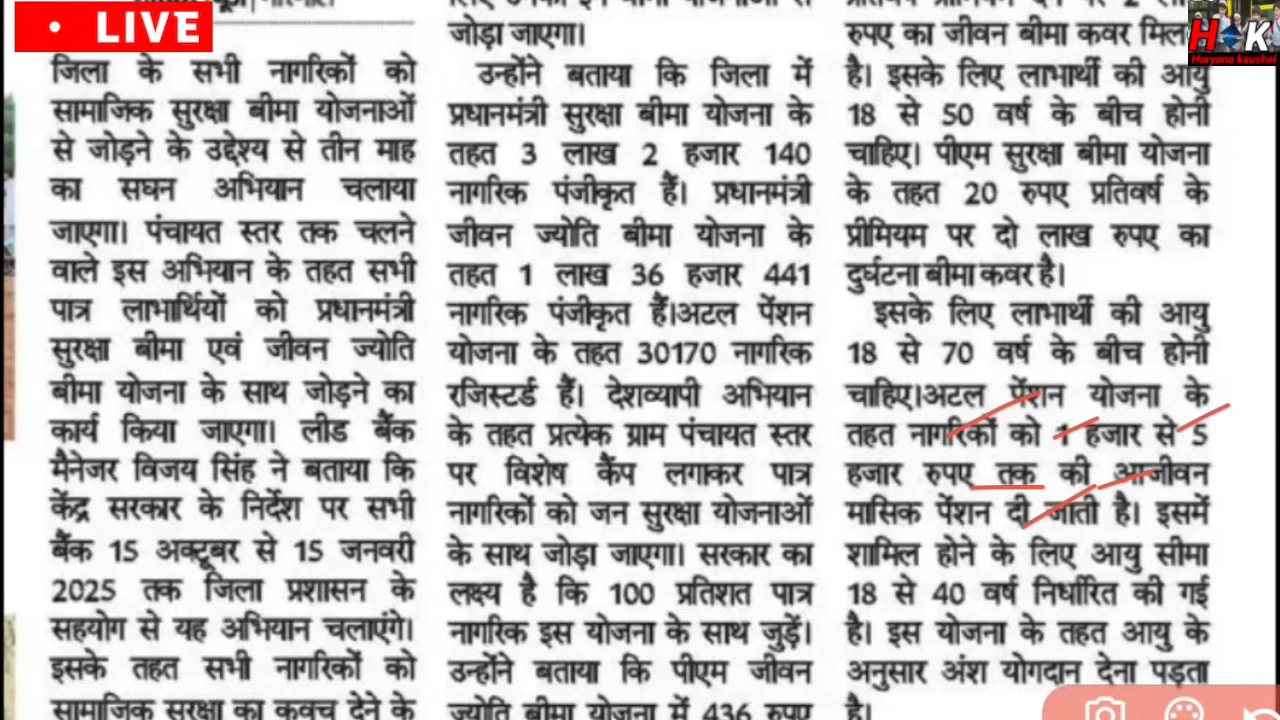 LIVE
जिला के सभी नागरिकों को
सामाजिक सुरक्षा बीमा योजनाओं
से जोड़ने के उद्देश्य से तीन माह
का सघन अभियान चलाया
जाएगा। पंचायत स्तर तक चलने
वाले इस अभियान के तहत सभी
पात्र लाभार्थियों को प्रधानमंत्री
सुरक्षा बीमा एवं जीवन ज्योति
बीमा योजना के साथ जोड़ने का
कार्य किया जाएगा। लीड बैंक
मैनेजर विजय सिंह ने बताया कि
केंद्र सरकार के निर्देश पर सभी
बैंक 15 अक्टूबर से 15 जनवरी
2025 तक जिला प्रशासन के
सहयोग से यह अभियान चलाएंगे।
इसके तहत सभी नागरिकों को
सामाजिक सुरक्षा का कवच देने के
जोड़ा जाएगा।
उन्होंने बताया कि जिला में
प्रधानमंत्री सुरक्षा बीमा योजना के
तहत 3 लाख 2 हजार 140
नागरिक पंजीकृत हैं। प्रधानमंत्री
जीवन ज्योति बीमा योजना के
तहत 1 लाख 36 हजार 441
नागरिक पंजीकृत हैं।अटल पेंशन
योजना के तहत 30170 नागरिक
रजिस्टर्ड हैं। देशव्यापी अभियान
के तहत प्रत्येक ग्राम पंचायत स्तर
पर विशेष कैंप लगाकर पात्र
नागरिकों को जन सुरक्षा योजनाओं
के साथ जोड़ा जाएगा। सरकार का
लक्ष्य है कि 100 प्रतिशत पात्र
नागरिक इस योजना के साथ जुड़ें।
उन्होंने बताया कि पीएम जीवन
ज्योति बीमा योजना में 436 रुपए
रुपए का जीवन बीमा कवर
है। इसके लिए लाभार्थी की आयु
18 से 50 वर्ष के बीच होनी
चाहिए। पीएम सुरक्षा बीमा योजना
के तहत 20 रुपए प्रतिवर्ष के
प्रीमियम पर दो लाख रुपए का
दुर्घटना बीमा कवर है।
इसके लिए लाभार्थी की आयु
18 से 70 वर्ष के बीच होनी
चाहिए।अटल पेंशन योजना के
तहत नागरिकों को 1 हजार से 5
हजार रुपए तक की आजीवन
मासिक पेंशन दी जाती है। इसमें
शामिल होने के लिए आयु सीमा
18 से 40 वर्ष निर्धारित की गई
है। इस योजना के तहत आयु के
अनुसार अंश योगदान देना पड़ता
है।
H K
Haryana kaushal